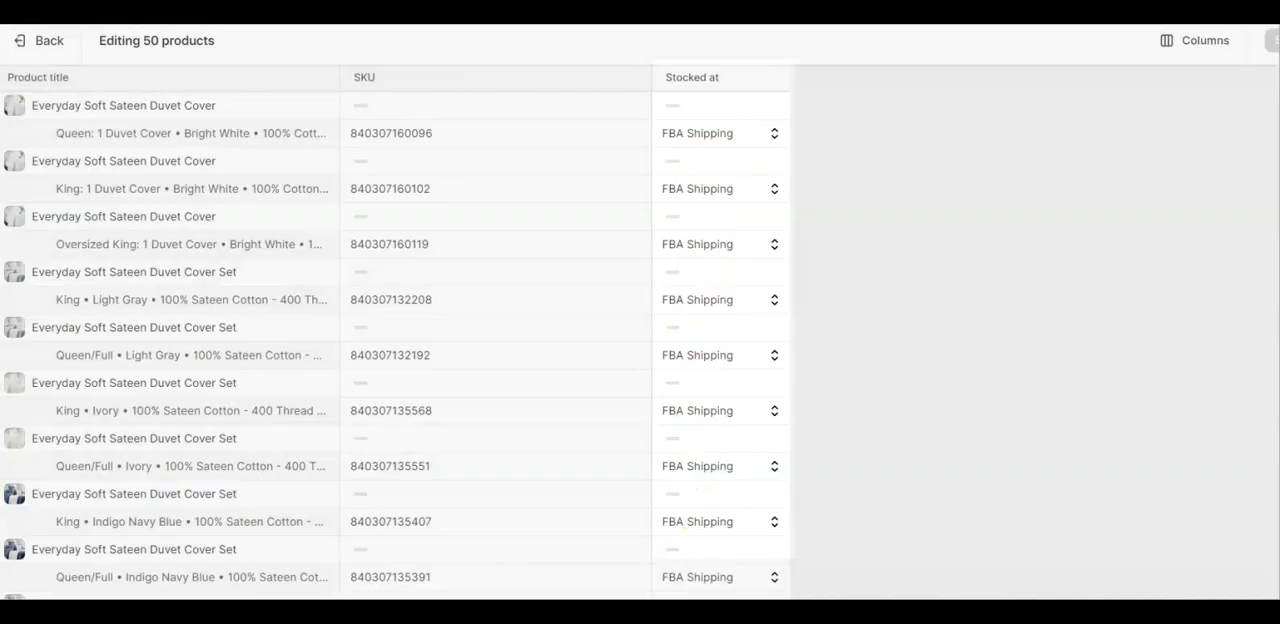 Back Editing 50 products Columns
Product title SKU Stocked at
Everyday Soft Sateen Duvet Cover
Queen: 1 Duvet Cover • Bright White • 100% Cott... 840307160096 FBA Shipping
Everyday Soft Sateen Duvet Cover
King: 1 Duvet Cover • Bright White • 100% Cotton... 840307160102 FBA Shipping
Everyday Soft Sateen Duvet Cover
Oversized King: 1 Duvet Cover • Bright White • 1... 840307160119 FBA Shipping
Everyday Soft Sateen Duvet Cover Set
King • Light Gray • 100% Sateen Cotton - 400 Th... 840307132208 FBA Shipping
Everyday Soft Sateen Duvet Cover Set
Queen/Full • Light Gray • 100% Sateen Cotton - ... 840307132192 FBA Shipping
Everyday Soft Sateen Duvet Cover Set
King • Ivory • 100% Sateen Cotton - 400 Thread ... 840307135568 FBA Shipping
Everyday Soft Sateen Duvet Cover Set
Queen/Full • Ivory • 100% Sateen Cotton - 400 T... 840307135551 FBA Shipping
Everyday Soft Sateen Duvet Cover Set
King • Indigo Navy Blue • 100% Sateen Cotton - ... 840307135407 FBA Shipping
Everyday Soft Sateen Duvet Cover Set
Queen/Full • Indigo Navy Blue • 100% Sateen Cot... 840307135391 FBA Shipping